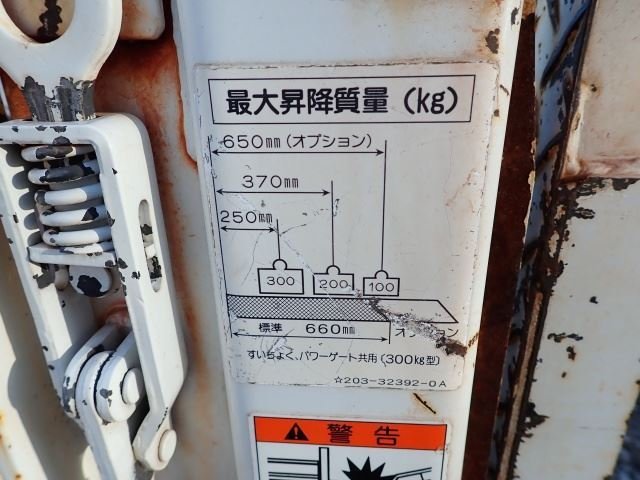 最大昇降質量（kg）
650mm（オプション）
370mm
250mm
300 200 100
標準 660mm オプション
すいちょく、パワーゲート共用（300kg型）
☆203-32392-0A
警告